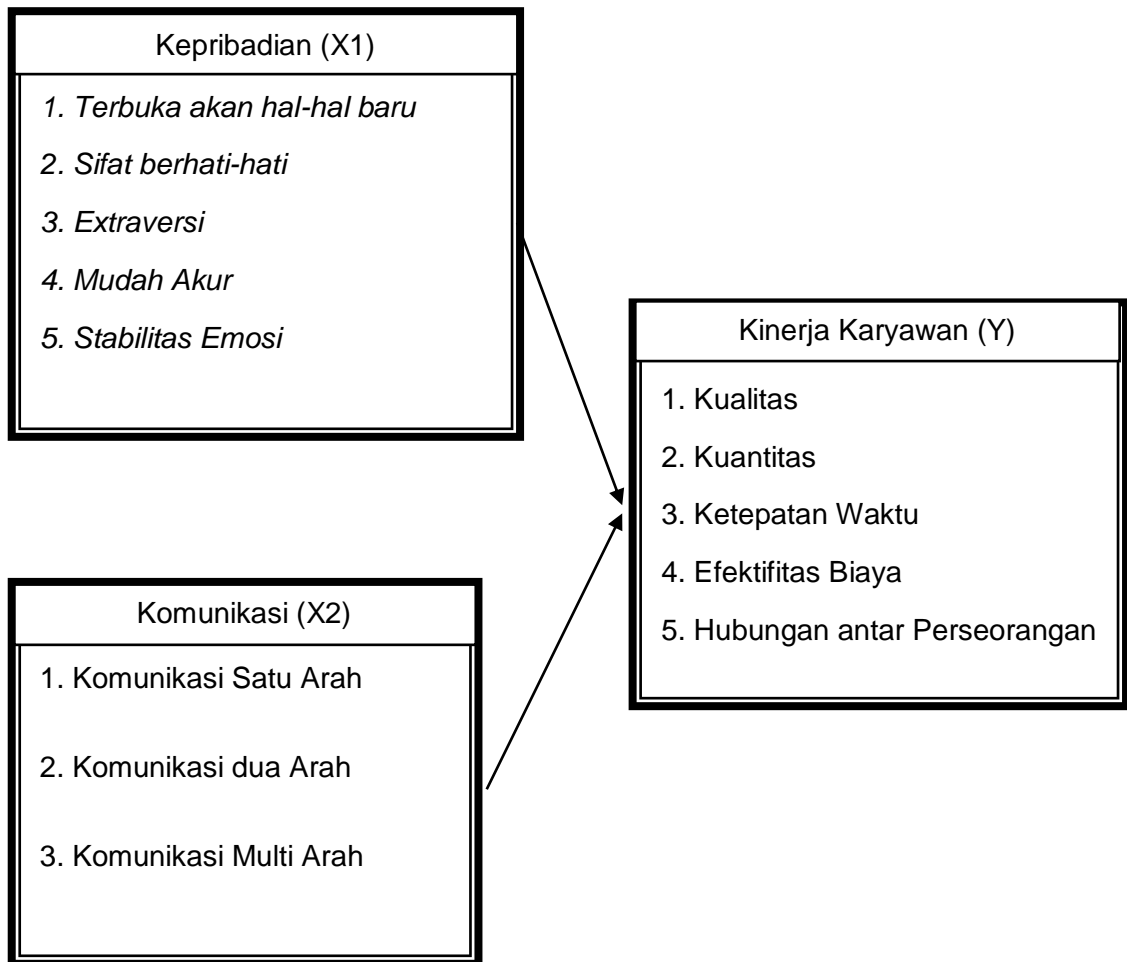 Kepribadian (X1)
1. Terbuka akan hal-hal baru
2. Sifat berhati-hati
3. Extraversi
4. Mudah Akur
5. Stabilitas Emosi
Kinerja Karyawan (Y)
1. Kualitas
2. Kuantitas
3. Ketepatan Waktu
4. Efektifitas Biaya
5. Hubungan antar Perseorangan
Komunikasi (X2)
1. Komunikasi Satu Arah
2. Komunikasi dua Arah
3. Komunikasi Multi Arah